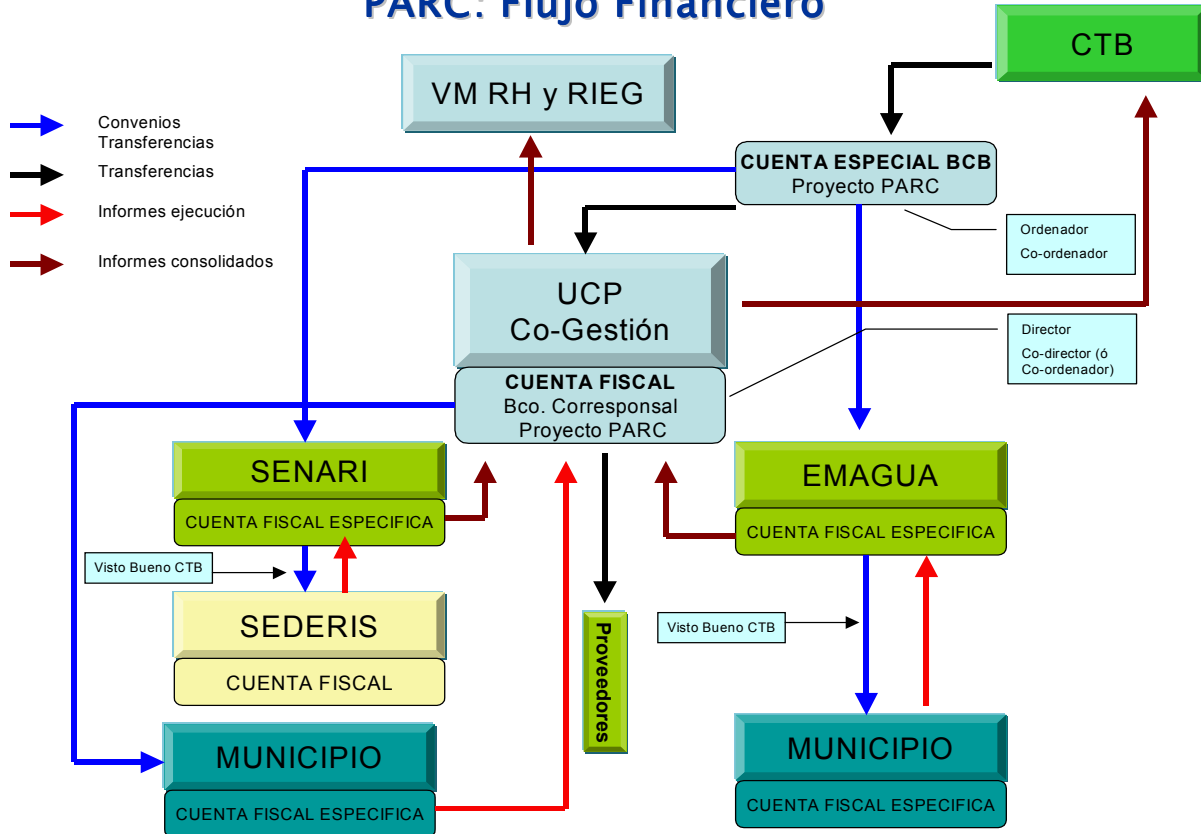 PARC: Flujo Financiero
CTB
VM RH y RIEG
Convenios
Transferencias
Transferencias
Informes ejecución
Informes consolidados
CUENTA ESPECIAL BCB
Proyecto PARC
Ordenador
Co-ordenador
UCP
Co-Gestión
CUENTA FISCAL
Bco. Corresponsal
Proyecto PARC
Director
Co-director (ó
Co-ordenador)
SENARI
CUENTA FISCAL ESPECIFICA
EMAGUA
CUENTA FISCAL ESPECIFICA
Visto Bueno CTB
SEDERIS
CUENTA FISCAL
Proveedores
Visto Bueno CTB
MUNICIPIO
CUENTA FISCAL ESPECIFICA
MUNICIPIO
CUENTA FISCAL ESPECIFICA